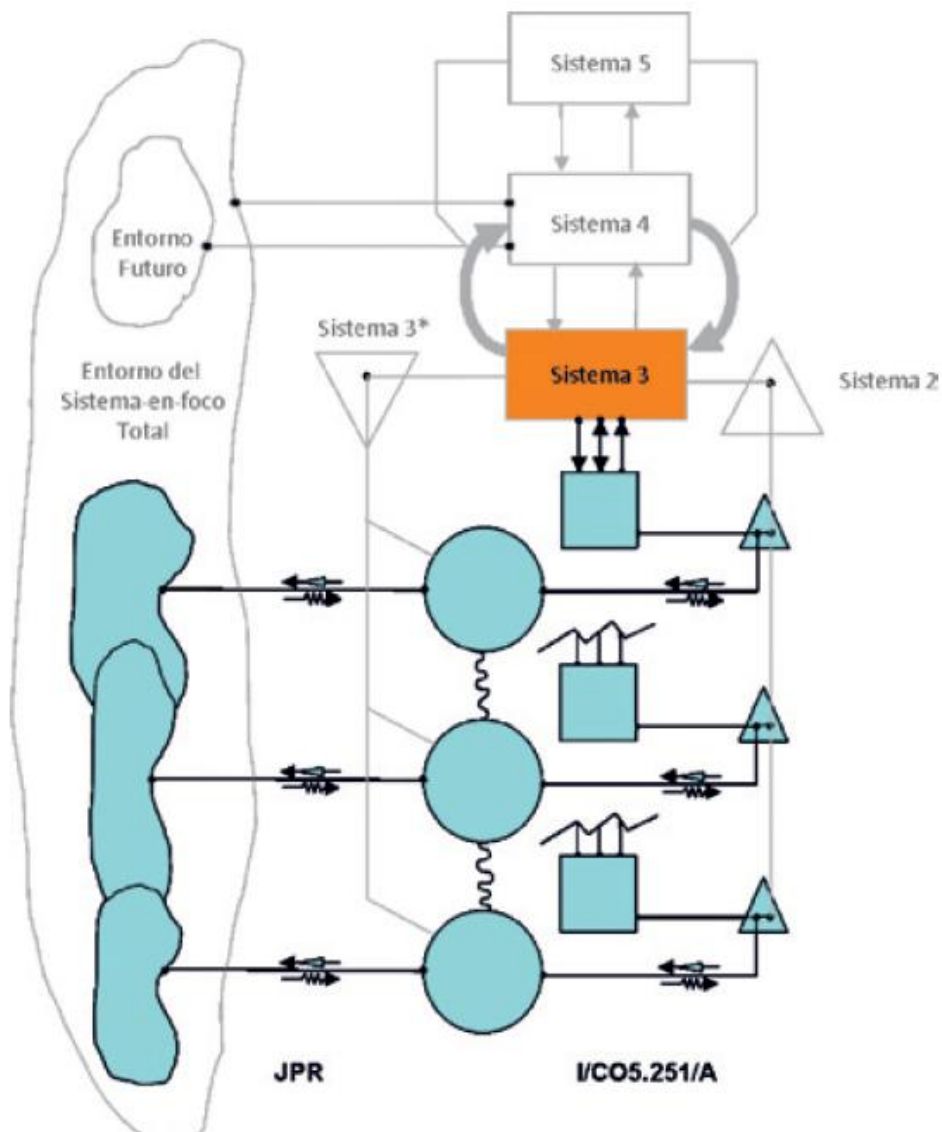 Sistema 5
Sistema 4
Entorno
Futuro
Sistema 3*
Sistema 3
Entorno del
Sistema-en-foco
Total
Sistema 2
JPR
I/CO5.251/A